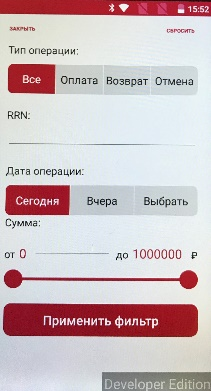 15:52
ЗАКРЫТЬ СБРОСИТЬ
Тип операции:
Все Оплата Возврат Отмена
RRN:
Дата операции:
Сегодня Вчера Выбрать
Сумма:
от 0 до 1000000 ₽
Применить фильтр
Developer Edition